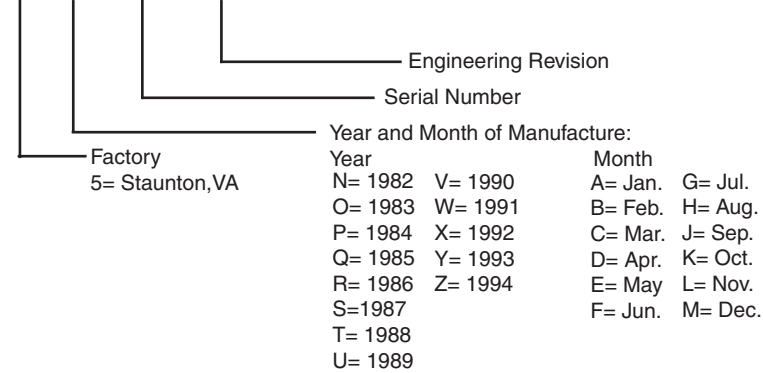 Engineering Revision
Serial Number
Year and Month of Manufacture:
Factory
5= Staunton,VA
Year
N= 1982 V= 1990
O= 1983 W= 1991
P= 1984 X= 1992
Q= 1985 Y= 1993
R= 1986 Z= 1994
S=1987
T= 1988
U= 1989
Month
A= Jan. G= Jul.
B= Feb. H= Aug.
C= Mar. J= Sep.
D= Apr. K= Oct.
E= May L= Nov.
F= Jun. M= Dec.